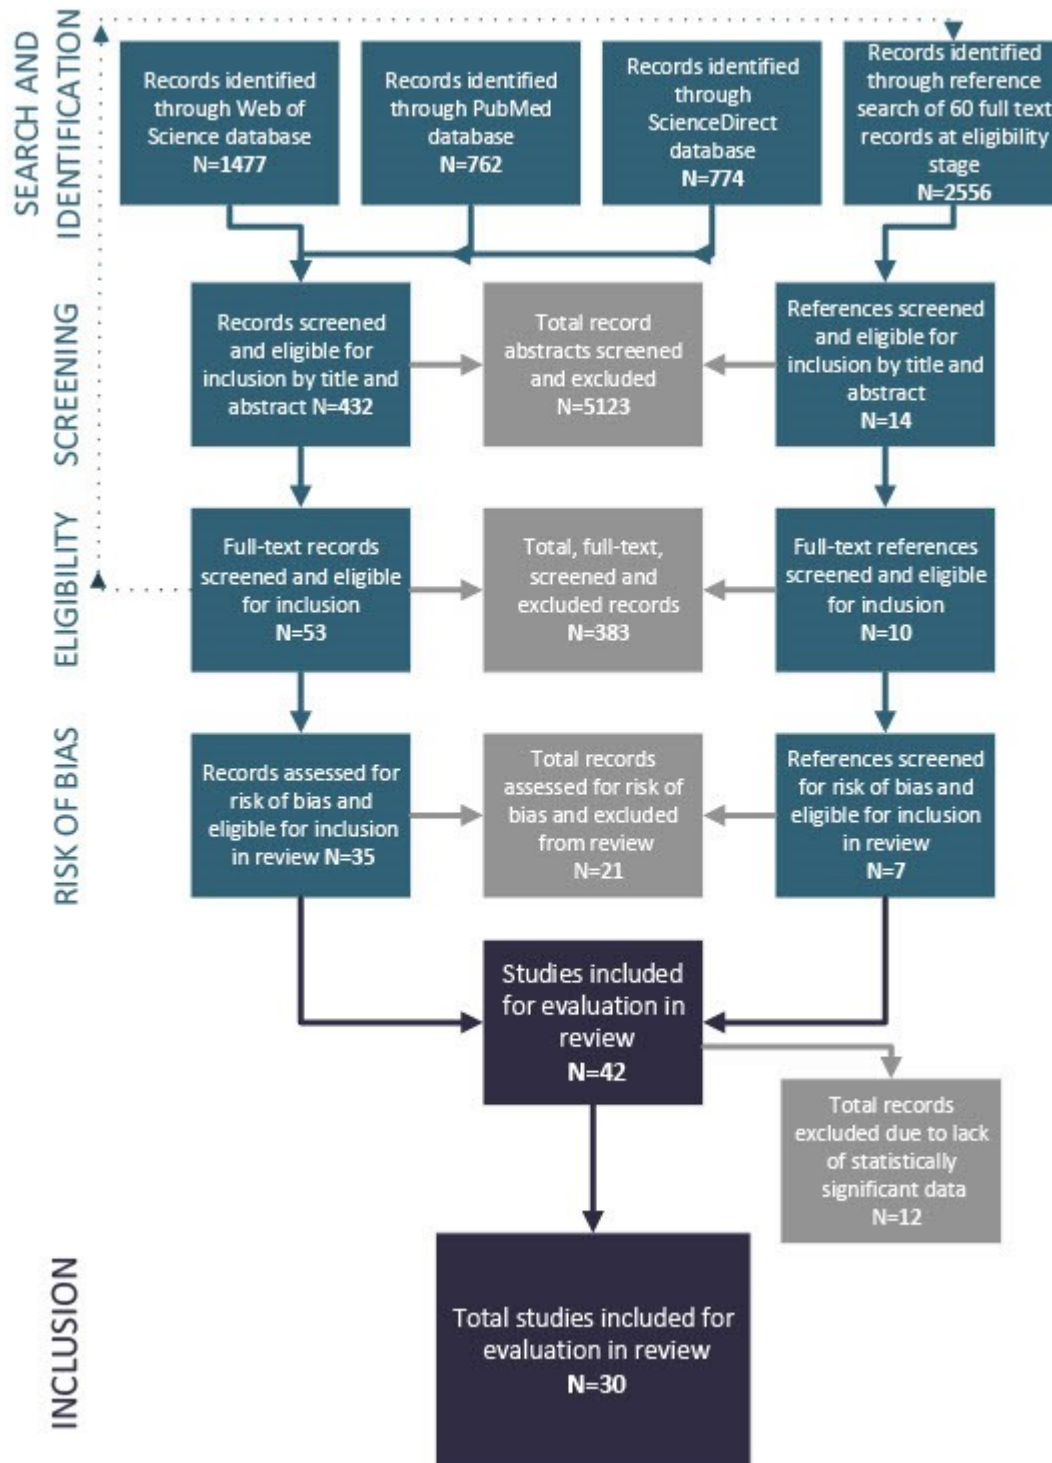 SEARCH AND
IDENTIFICATION
Records identified
through Web of
Science database
N=1477
Records identified
through PubMed
database
N=762
Records identified
through
ScienceDirect
database
N=774
Records identified
through reference
search of 60 full text
records at eligibility
stage
N=2556
SCREENING
Records screened
and eligible for
inclusion by title and
abstract N=432
Total record
abstracts screened
and excluded
N=5123
References screened
and eligible for
inclusion by title and
abstract
N=14
ELIGIBILITY
Full-text records
screened and eligible
for inclusion
N=53
Total, full-text,
screened and
excluded records
N=383
Full-text references
screened and eligible
for inclusion
N=10
RISK OF BIAS
Records assessed for
risk of bias and
eligible for inclusion
in review N=35
Total records
assessed for risk of
bias and excluded
from review
N=21
References screened
for risk of bias and
eligible for inclusion
in review
N=7
Studies included
for evaluation in
review
N=42
Total records
excluded due to lack
of statistically
significant data
N=12
INCLUSION
Total studies included for
evaluation in review
N=30